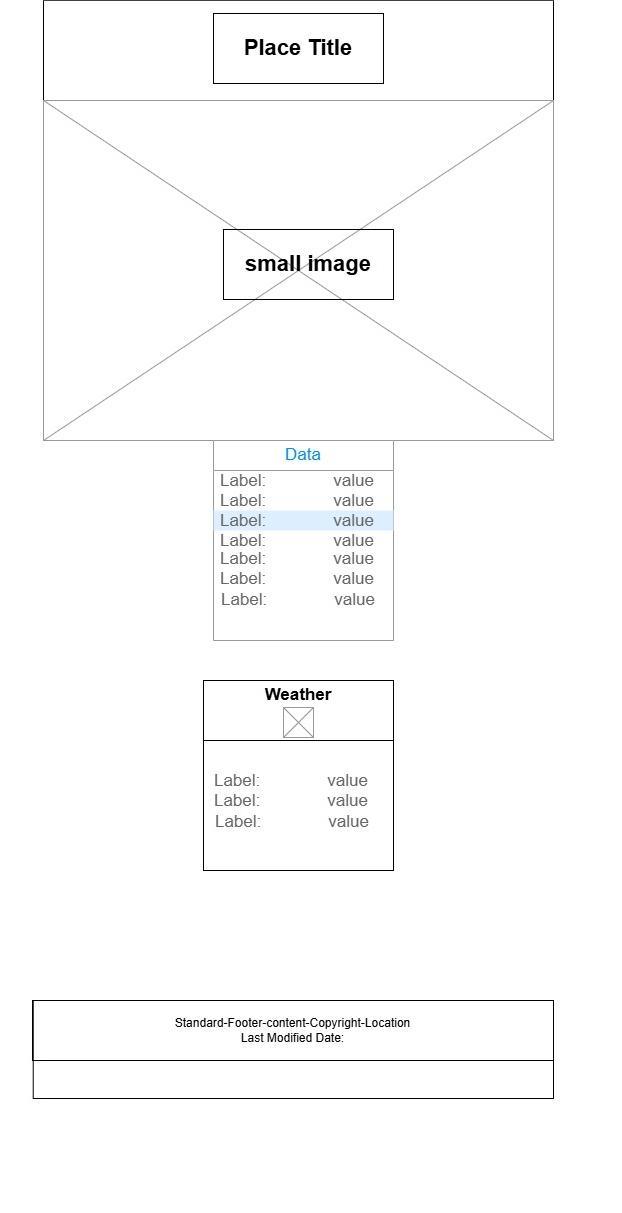 Place Title
small image
Data
Label: value
Label: value
Label: value
Label: value
Label: value
Label: value
Label: value
Weather
Label: value
Label: value
Label: value
Standard-Footer-content-Copyright-Location
Last Modified Date: